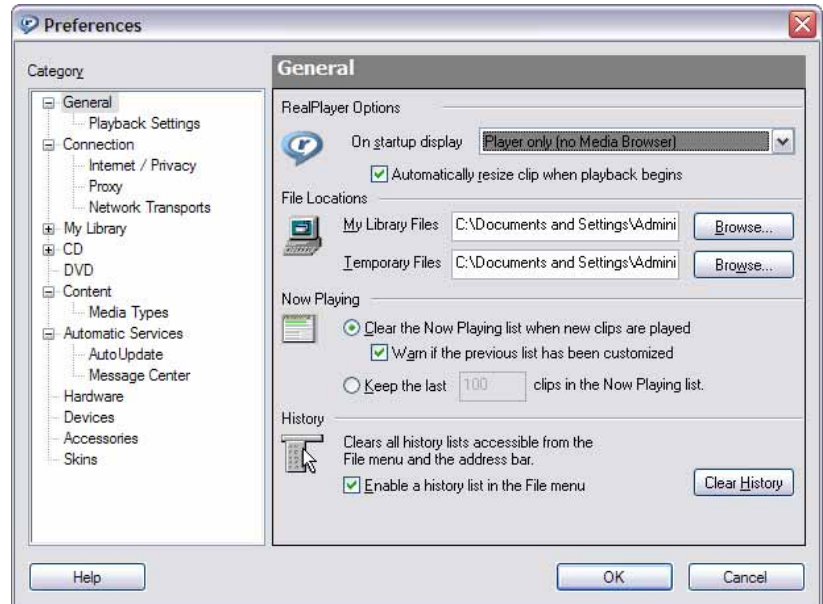 Preferences
Category
General
Playback Settings
Connection
Internet / Privacy
Proxy
Network Transports
My Library
CD
DVD
Content
Media Types
Automatic Services
AutoUpdate
Message Center
Hardware
Devices
Accessories
Skins
General
RealPlayer Options
On startup display Player only (no Media Browser)
Automatically resize clip when playback begins
File Locations
My Library Files C:\Documents and Settings\Admini Browse...
Temporary Files C:\Documents and Settings\Admini Browse...
Now Playing
Clear the Now Playing list when new clips are played
Warn if the previous list has been customized
Keep the last 100 clips in the Now Playing list.
History
Clears all history lists accessible from the
File menu and the address bar.
Enable a history list in the File menu Clear History
Help OK Cancel